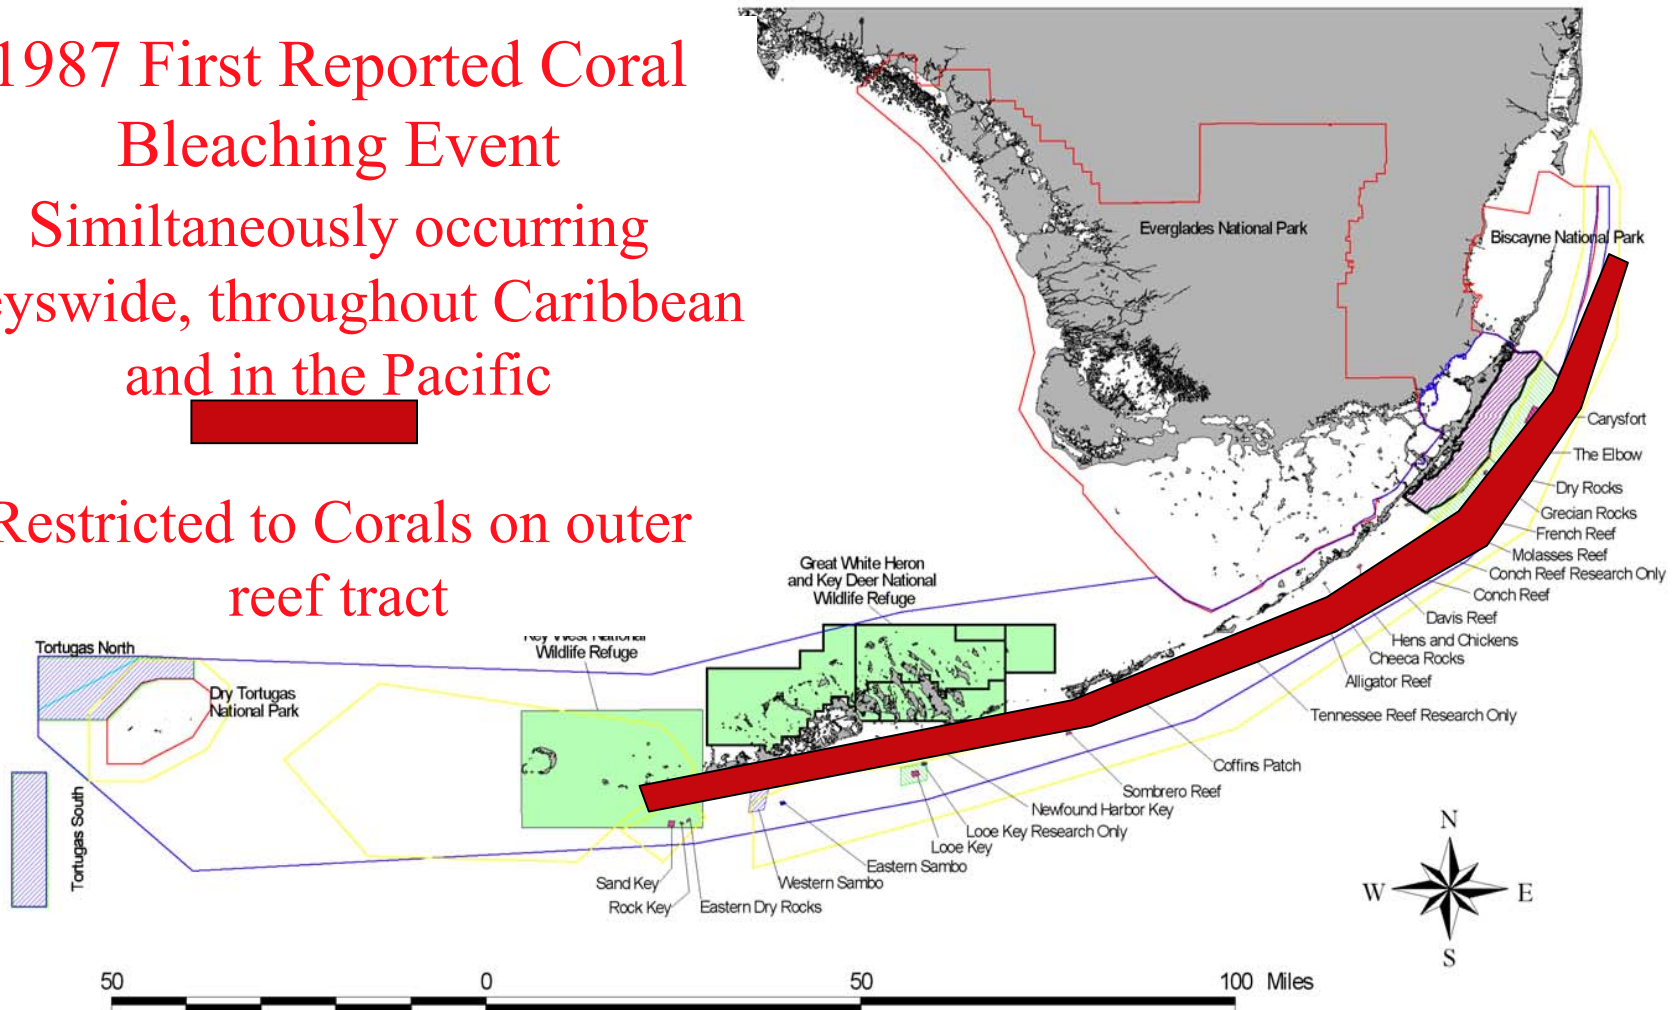 1987 First Reported Coral
Bleaching Event
Similtaneously occurring
eyswide, throughout Caribbean
and in the Pacific
Restricted to Corals on outer
reef tract
Everglades National Park
Biscayne National Park
Carysfort
The Elbow
Dry Rocks
Grecian Rocks
French Reef
Molasses Reef
Conch Reef Research Only
Conch Reef
Davis Reef
Hens and Chickens
Cheeca Rocks
Alligator Reef
Tennessee Reef Research Only
Great White Heron
and Key Deer National
Wildlife Refuge
Key West National
Wildlife Refuge
Tortugas North
Dry Tortugas
National Park
Tortugas South
Coffins Patch
Sombrero Reef
Newfound Harbor Key
Looe Key Research Only
Looe Key
Eastern Sambo
Western Sambo
Sand Key
Rock Key
Eastern Dry Rocks
N
W E
S
50 0 50 100 Miles